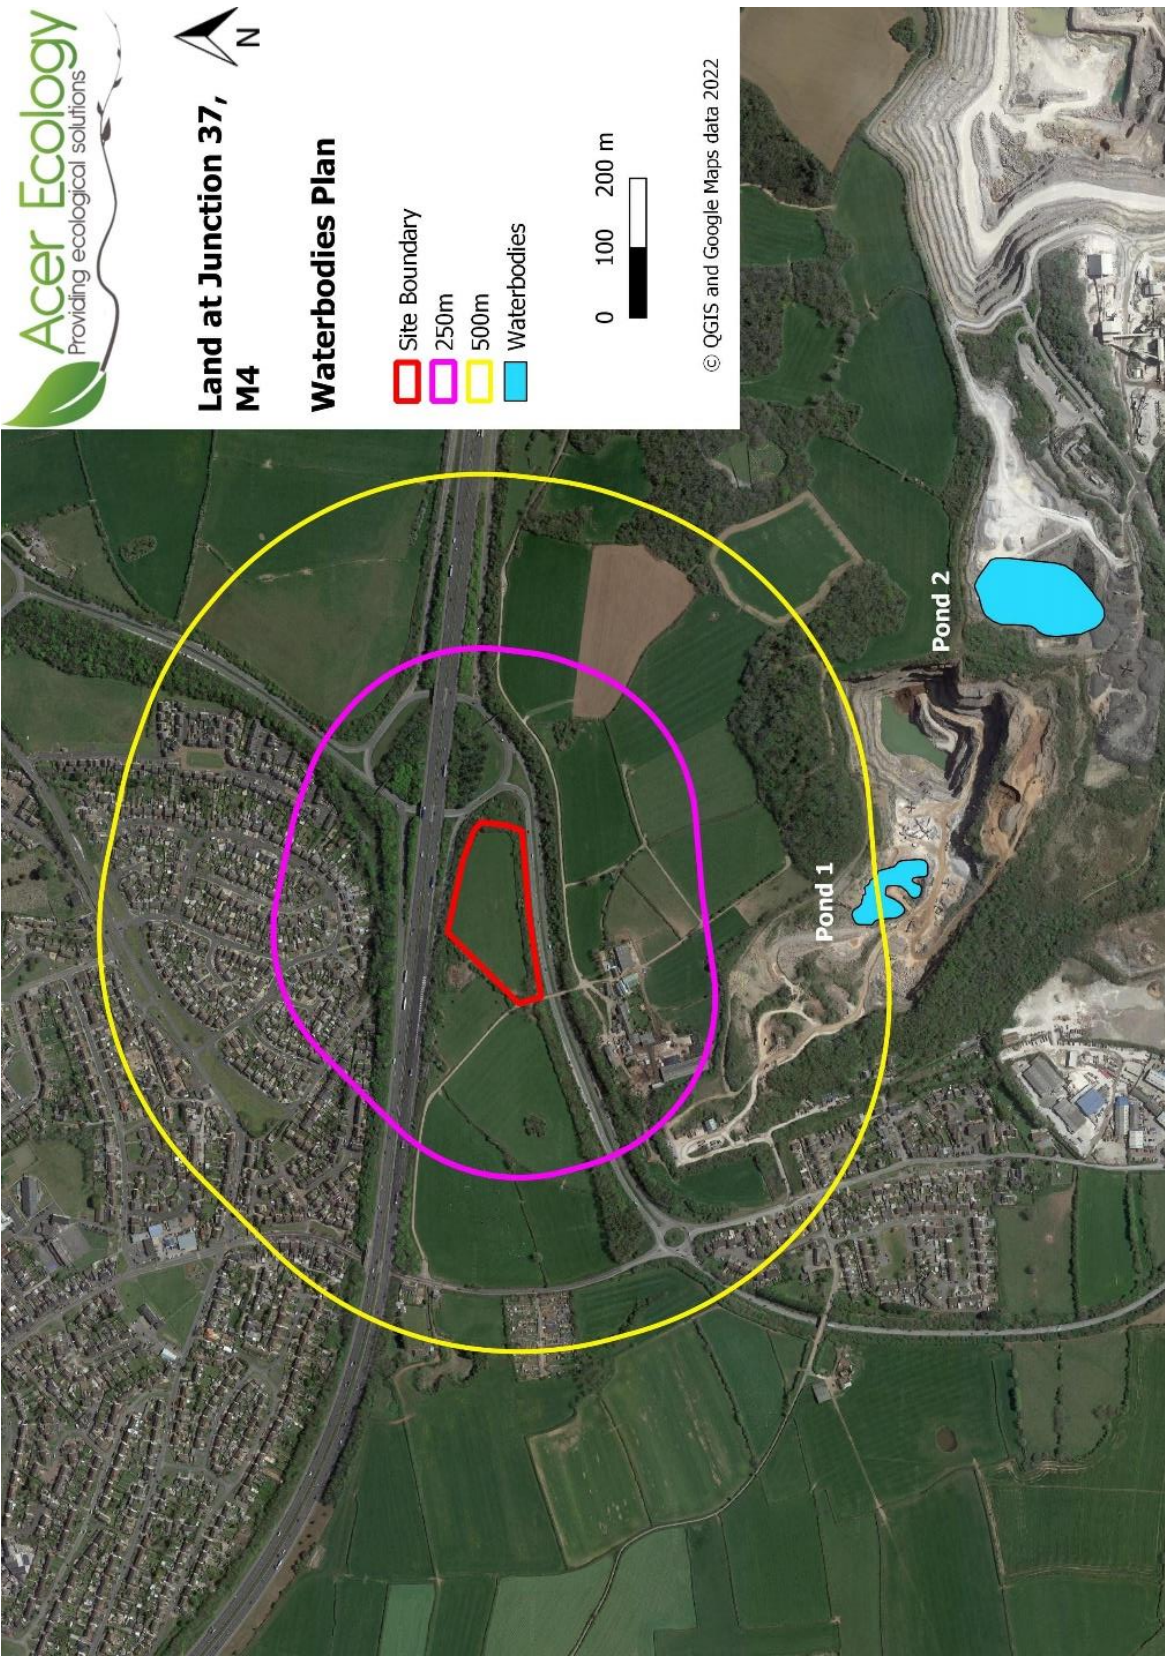 Acer Ecology
Providing ecological solutions
N
Land at Junction 37,
M4
Waterbodies Plan
Site Boundary
250m
500m
Waterbodies
0 100 200 m
© QGIS and Google Maps data 2022
Pond 1
Pond 2